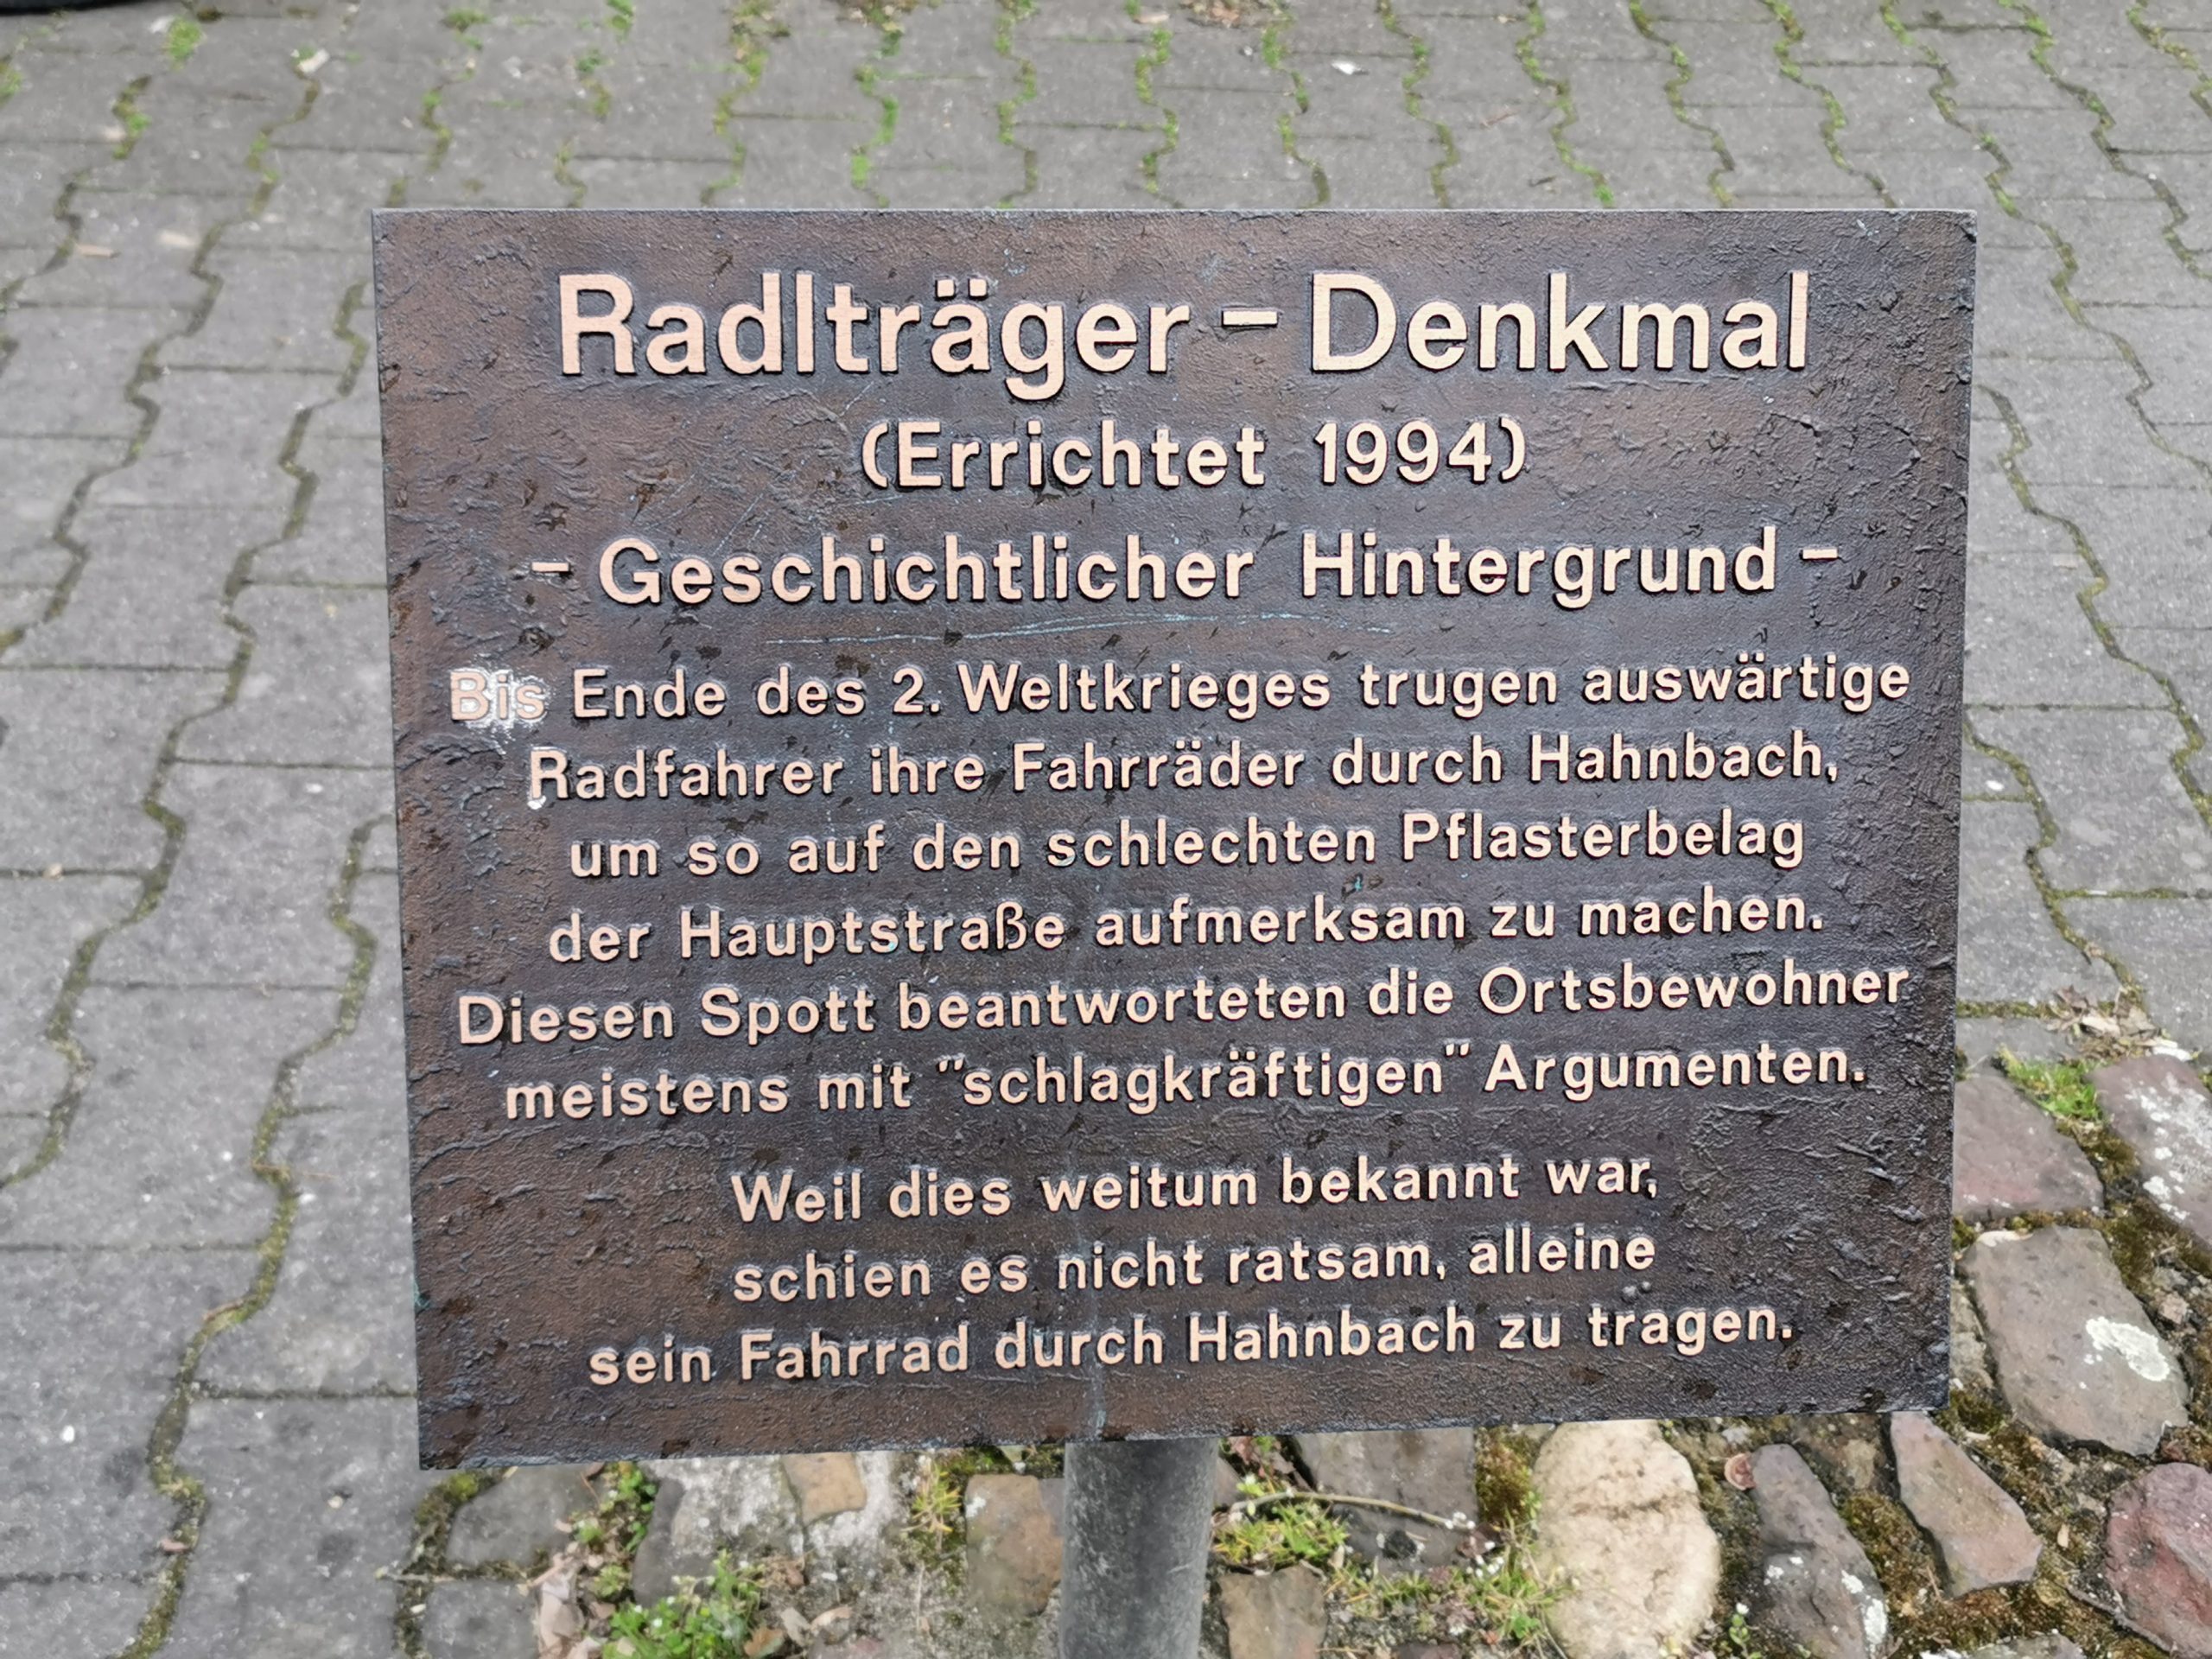 Radlträger - Denkmal
(Errichtet 1994)
- Geschichtlicher Hintergrund -
Bis Ende des 2. Weltkrieges trugen auswärtige
Radfahrer ihre Fahrräder durch Hahnbach,
um so auf den schlechten Pflasterbelag
der Hauptstraße aufmerksam zu machen.
Diesen Spott beantworteten die Ortsbewohner
meistens mit "schlagkräftigen" Argumenten.
Weil dies weitum bekannt war,
schien es nicht ratsam, alleine
sein Fahrrad durch Hahnbach zu tragen.